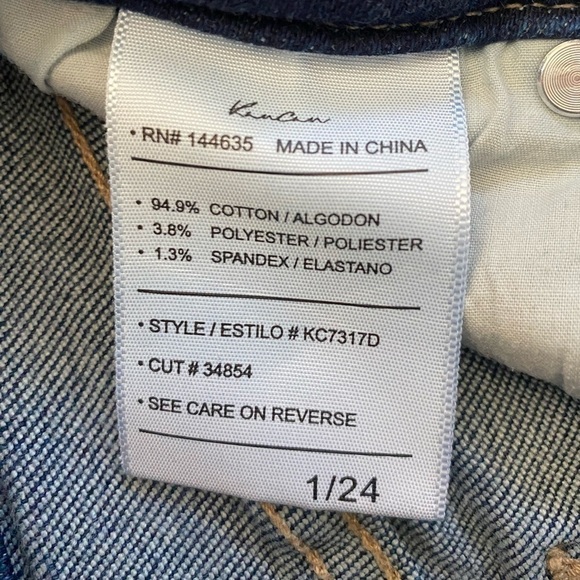 KanCan
• RN# 144635 MADE IN CHINA
• 94.9% COTTON / ALGODON
• 3.8% POLYESTER / POLIESTER
• 1.3% SPANDEX / ELASTANO
• STYLE / ESTILO # KC7317D
• CUT # 34854
• SEE CARE ON REVERSE
1/24